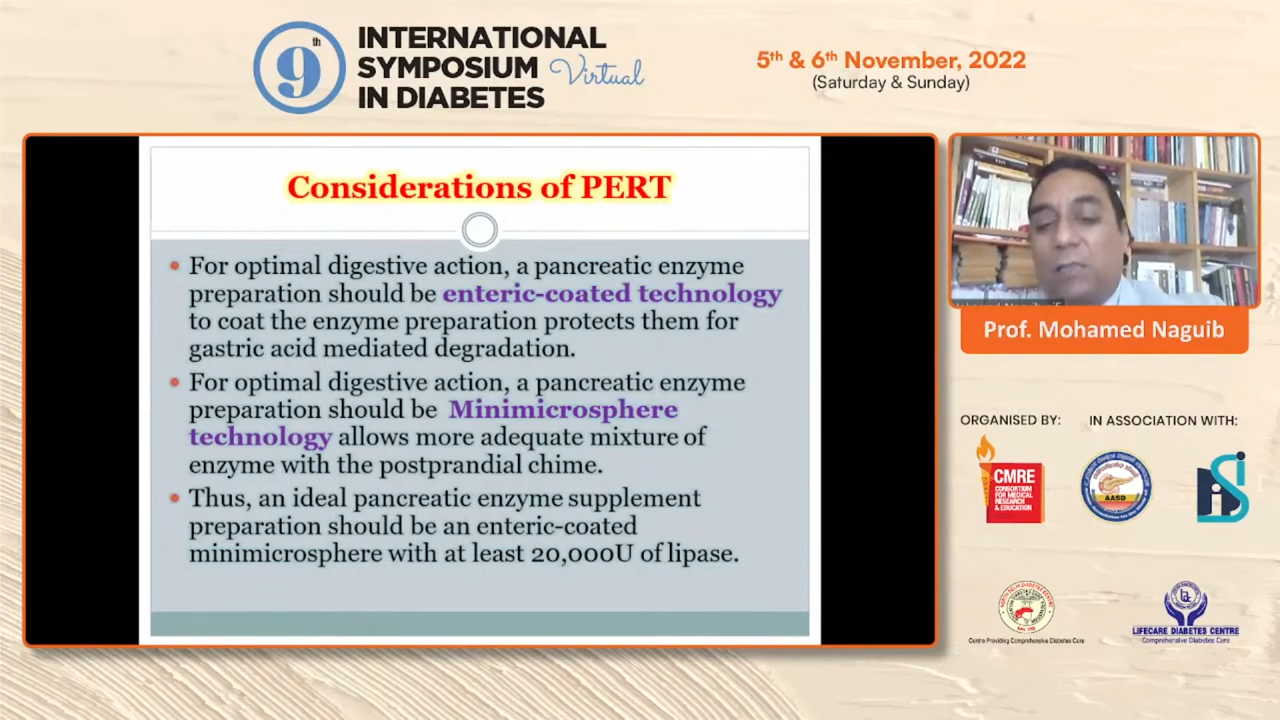 9th
INTERNATIONAL
SYMPOSIUM Virtual
IN DIABETES
5th & 6th November, 2022
(Saturday & Sunday)
Considerations of PERT
• For optimal digestive action, a pancreatic enzyme
preparation should be enteric-coated technology
to coat the enzyme preparation protects them for
gastric acid mediated degradation.
• For optimal digestive action, a pancreatic enzyme
preparation should be Minimicrosphere
technology allows more adequate mixture of
enzyme with the postprandial chime.
• Thus, an ideal pancreatic enzyme supplement
preparation should be an enteric-coated
minimicrosphere with at least 20,000U of lipase.
Prof. Mohamed Naguib
ORGANISED BY:
IN ASSOCIATION WITH:
CMRE
CONSORTIUM
FOR MEDICAL
RESEARCH
& EDUCATION
AASD
Centre Providing Comprehensive Diabetes Care
LIFECARE DIABETES CENTRE
Comprehensive Diabetes Care